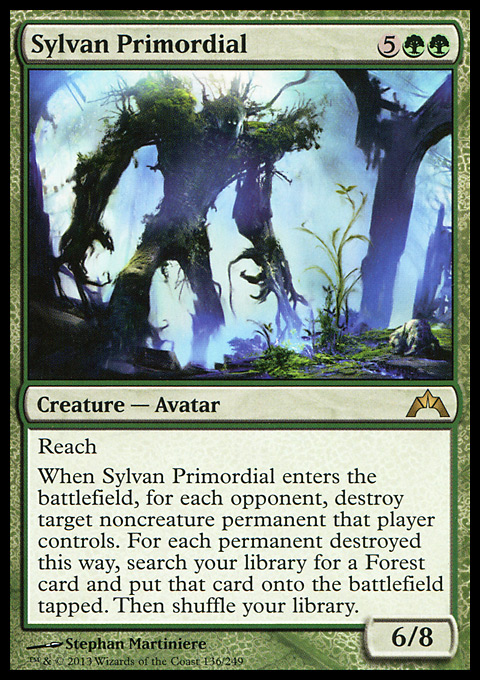 Sylvan Primordial 5
Creature — Avatar
Reach
When Sylvan Primordial enters the
battlefield, for each opponent, destroy
target noncreature permanent that player
controls. For each permanent destroyed
this way, search your library for a Forest
card and put that card onto the battlefield
tapped. Then shuffle your library.
6/8
Stephan Martiniere
™ & © 2013 Wizards of the Coast 136/249